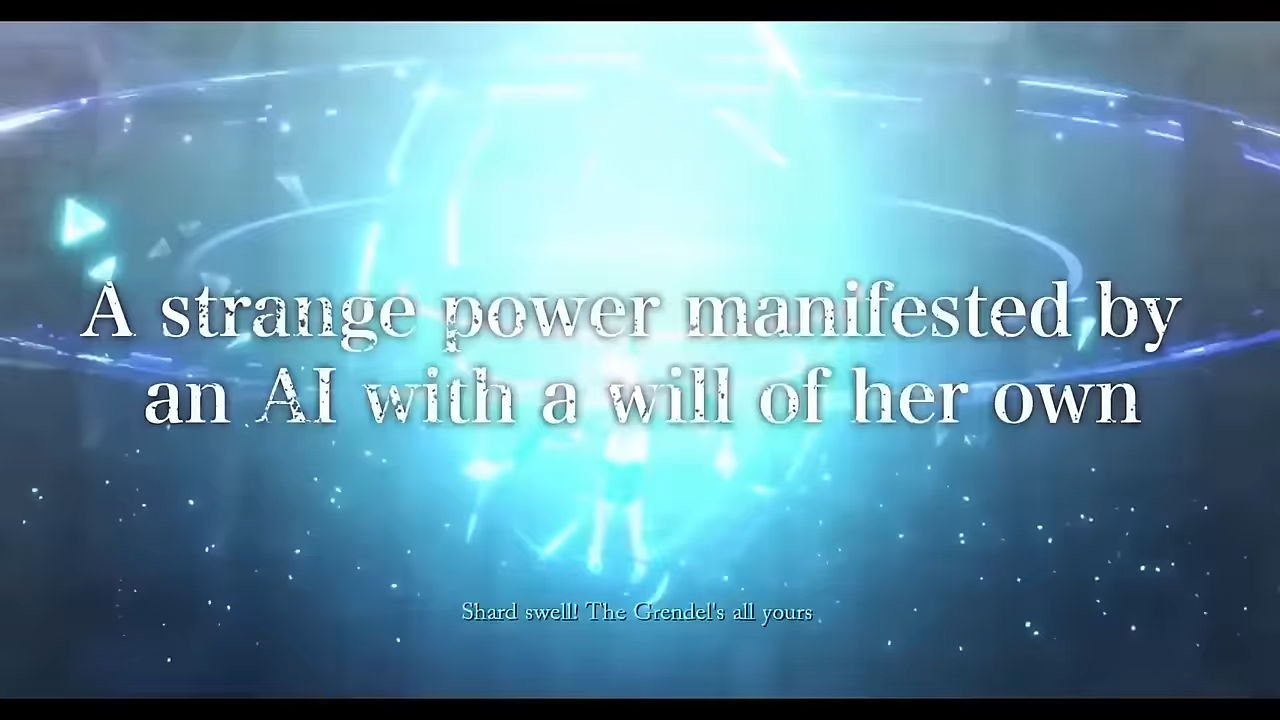 A strange power manifested by
an AI with a will of her own
Shard swell! The Grendel's all yours